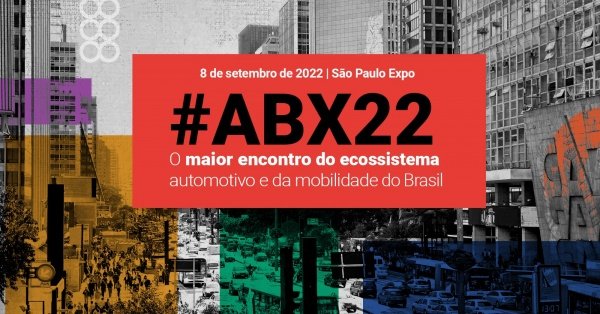 8 de setembro de 2022 | São Paulo Expo
#ABX22
O maior encontro do ecossistema
automotivo e da mobilidade do Brasil